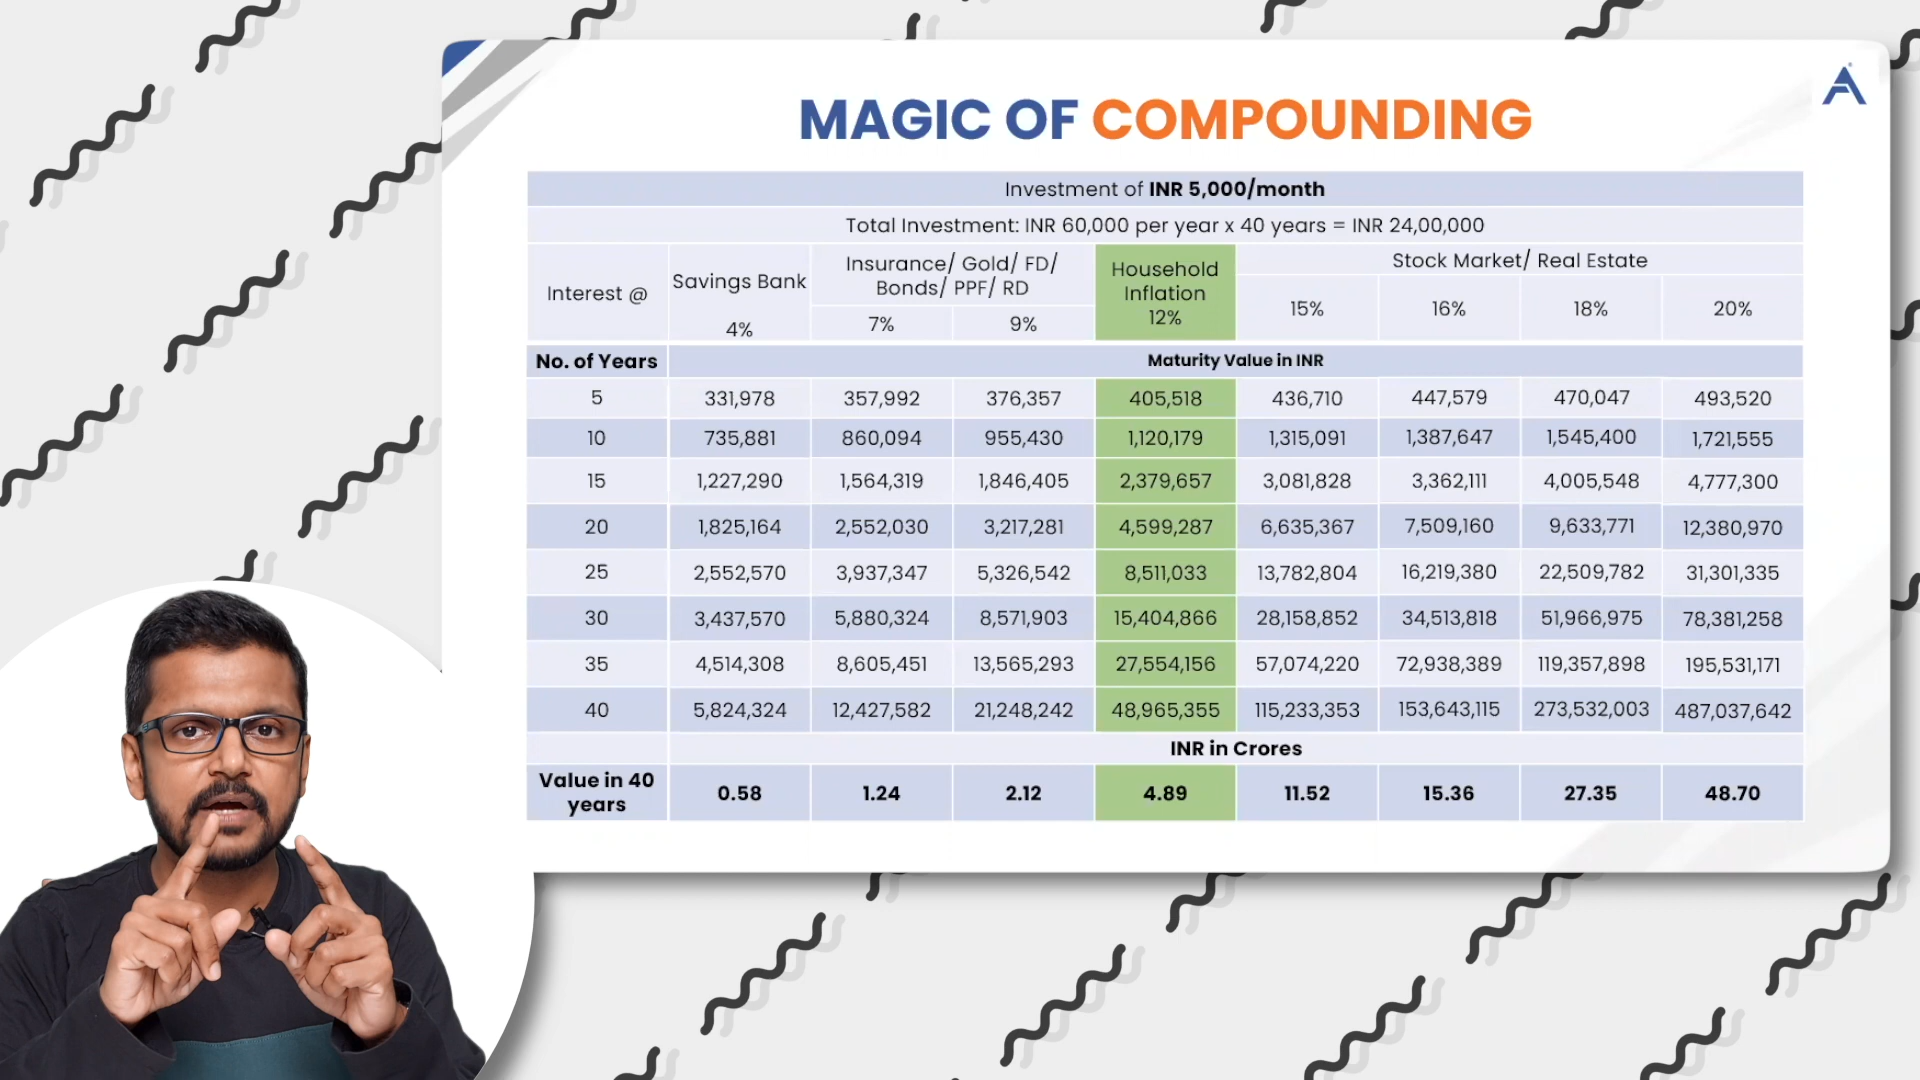 MAGIC OF COMPOUNDING
Investment of INR 5,000/month
Total Investment: INR 60,000 per year x 40 years = INR 24,00,000
Interest @
Savings Bank
4%
Insurance/ Gold/ FD/
Bonds/ PPF/ RD
7% 9%
Household
Inflation
12%
Stock Market/ Real Estate
15% 16% 18% 20%
No. of Years Maturity Value in INR
5 331,978 357,992 376,357 405,518 436,710 447,579 470,047 493,520
10 735,881 860,094 955,430 1,120,179 1,315,091 1,387,647 1,545,400 1,721,555
15 1,227,290 1,564,319 1,846,405 2,379,657 3,081,828 3,362,111 4,005,548 4,777,300
20 1,825,164 2,552,030 3,217,281 4,599,287 6,635,367 7,509,160 9,633,771 12,380,970
25 2,552,570 3,937,347 5,326,542 8,511,033 13,782,804 16,219,380 22,509,782 31,301,335
30 3,437,570 5,880,324 8,571,903 15,404,866 28,158,852 34,513,818 51,966,975 78,381,258
35 4,514,308 8,605,451 13,565,293 27,554,156 57,074,220 72,938,389 119,357,898 195,531,171
40 5,824,324 12,427,582 21,248,242 48,965,355 115,233,353 153,643,115 273,532,003 487,037,642
INR in Crores
Value in 40
years
0.58 1.24 2.12 4.89 11.52 15.36 27.35 48.70